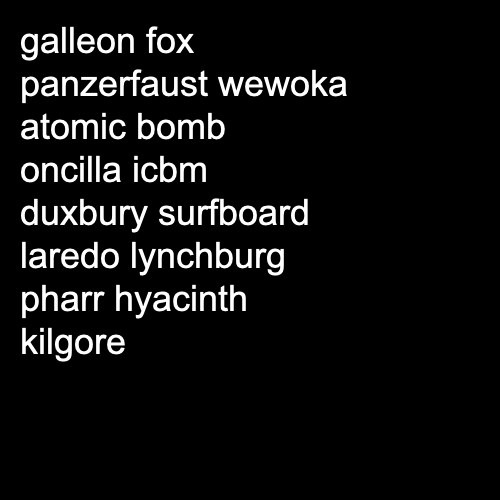 galleon fox
panzerfaust wewoka
atomic bomb
oncilla icbm
duxbury surfboard
laredo lynchburg
pharr hyacinth
kilgore